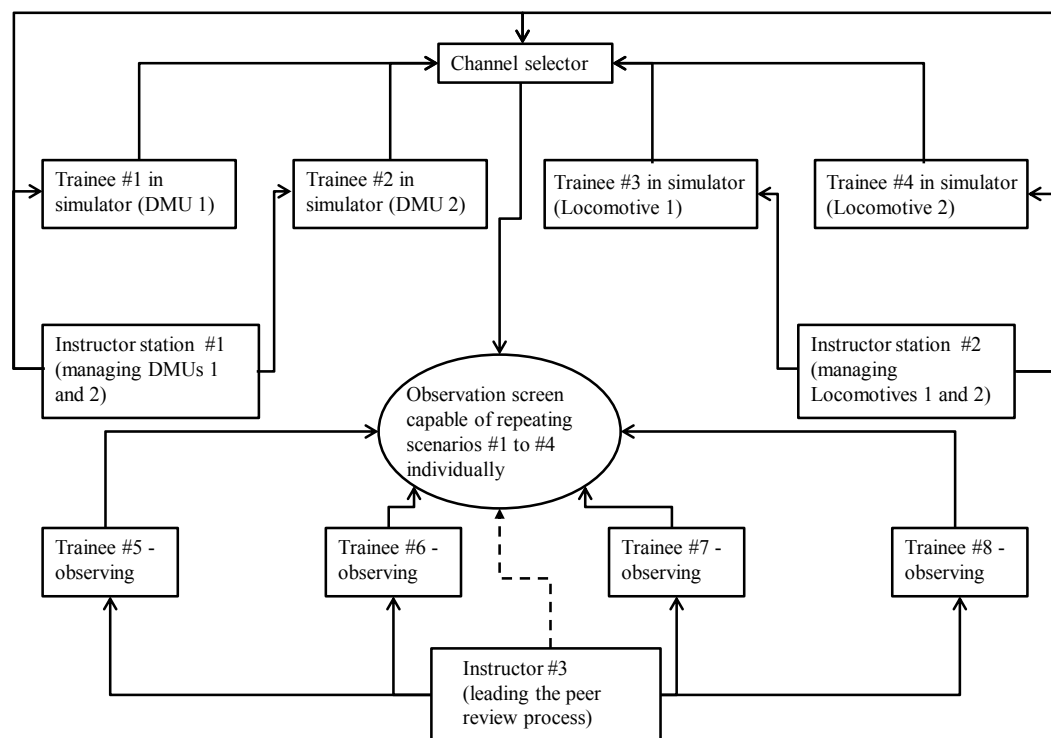 Channel selector
Trainee #1 in
simulator (DMU 1)
Trainee #2 in
simulator (DMU 2)
Trainee #3 in simulator
(Locomotive 1)
Trainee #4 in simulator
(Locomotive 2)
Instructor station #1
(managing DMUs 1
and 2)
Instructor station #2
(managing
Locomotives 1 and 2)
Observation screen
capable of repeating
scenarios #1 to #4
individually
Trainee #5 -
observing
Trainee #6 -
observing
Trainee #7 -
observing
Trainee #8 -
observing
Instructor #3
(leading the peer
review process)